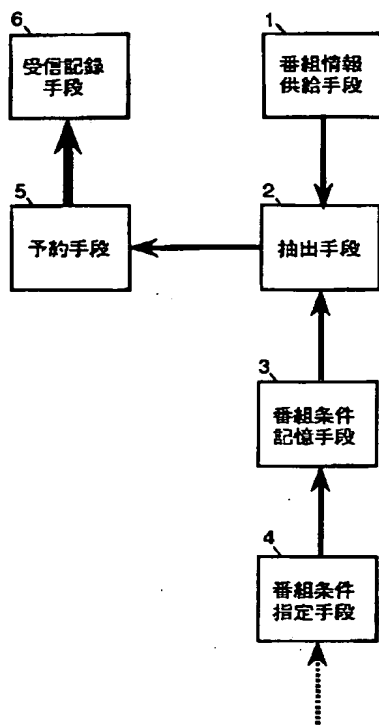 6
受信記録
手段
1
番組情報
供給手段
5
予約手段
2
抽出手段
3
番組条件
記憶手段
4
番組条件
指定手段